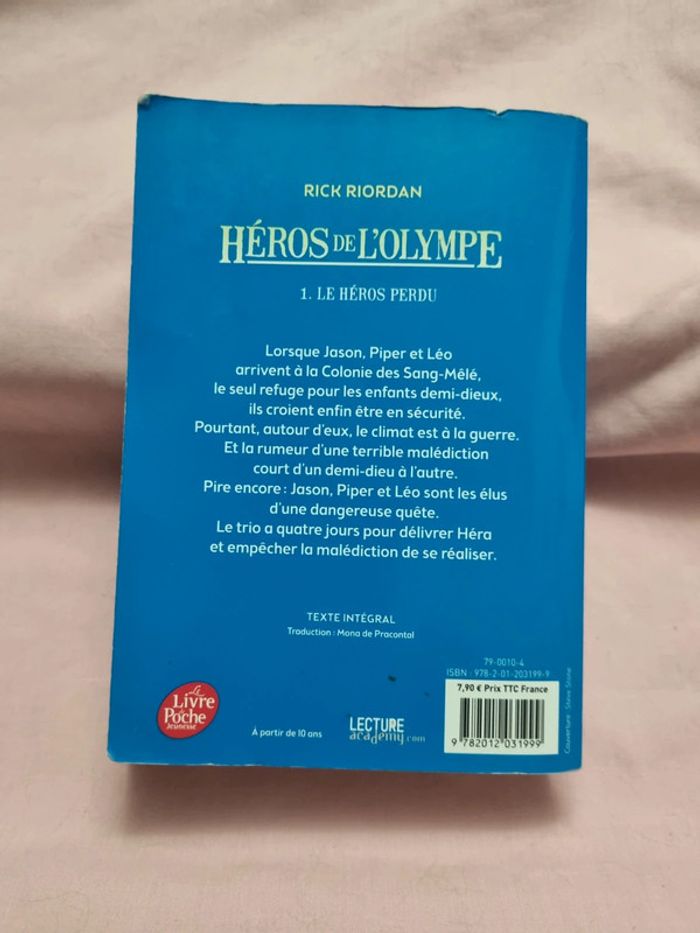 RICK RIORDAN
HÉROS DE L'OLYMPE
1. LE HÉROS PERDU
Lorsque Jason, Piper et Léo
arrivent à la Colonie des Sang-Mêlé,
le seul refuge pour les enfants demi-dieux,
ils croient enfin être en sécurité.
Pourtant, autour d'eux, le climat est à la guerre.
Et la rumeur d'une terrible malédiction
court d'un demi-dieu à l'autre.
Pire encore : Jason, Piper et Léo sont les élus
d'une dangereuse quête.
Le trio a quatre jours pour délivrer Héra
et empêcher la malédiction de se réaliser.
TEXTE INTÉGRAL
Traduction : Mona de Pracontal
79-0010-4
ISBN : 978-2-01-203199-9
7,90 € Prix TTC France
9 782012 031999
Couverture : Steve Stone
Le
Livre
de
Poche
Jeunesse
À partir de 10 ans
LECTURE
academy.com